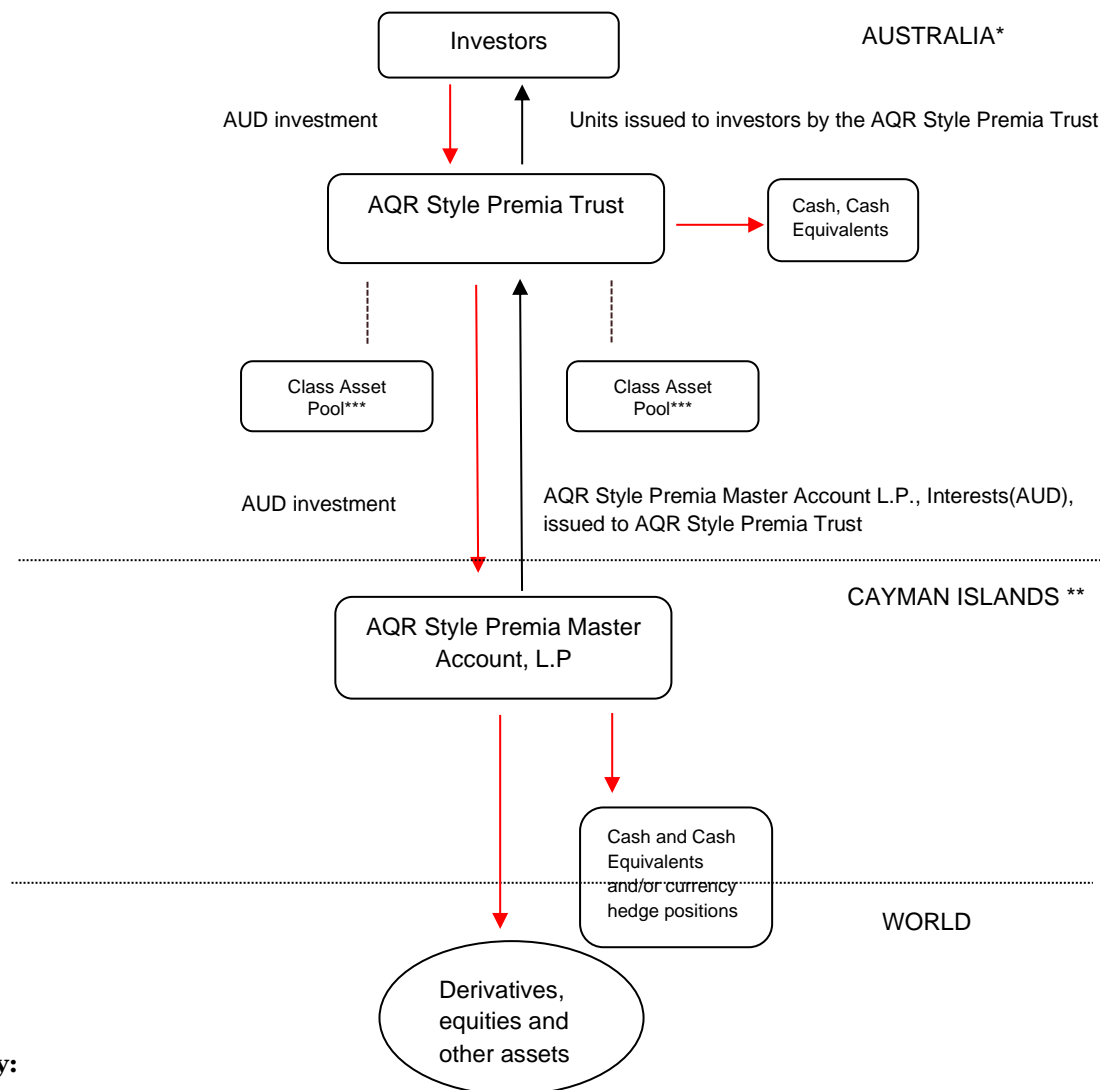 Investors
AUSTRALIA*
AUD investment
Units issued to investors by the AQR Style Premia Trust
AQR Style Premia Trust
Cash, Cash
Equivalents
Class Asset
Pool***
Class Asset
Pool***
AUD investment
AQR Style Premia Master Account L.P., Interests(AUD),
issued to AQR Style Premia Trust
CAYMAN ISLANDS **
AQR Style Premia Master
Account, L.P
Cash and Cash
Equivalents
and/or currency
hedge positions
WORLD
Derivatives,
equities and
other assets
y: